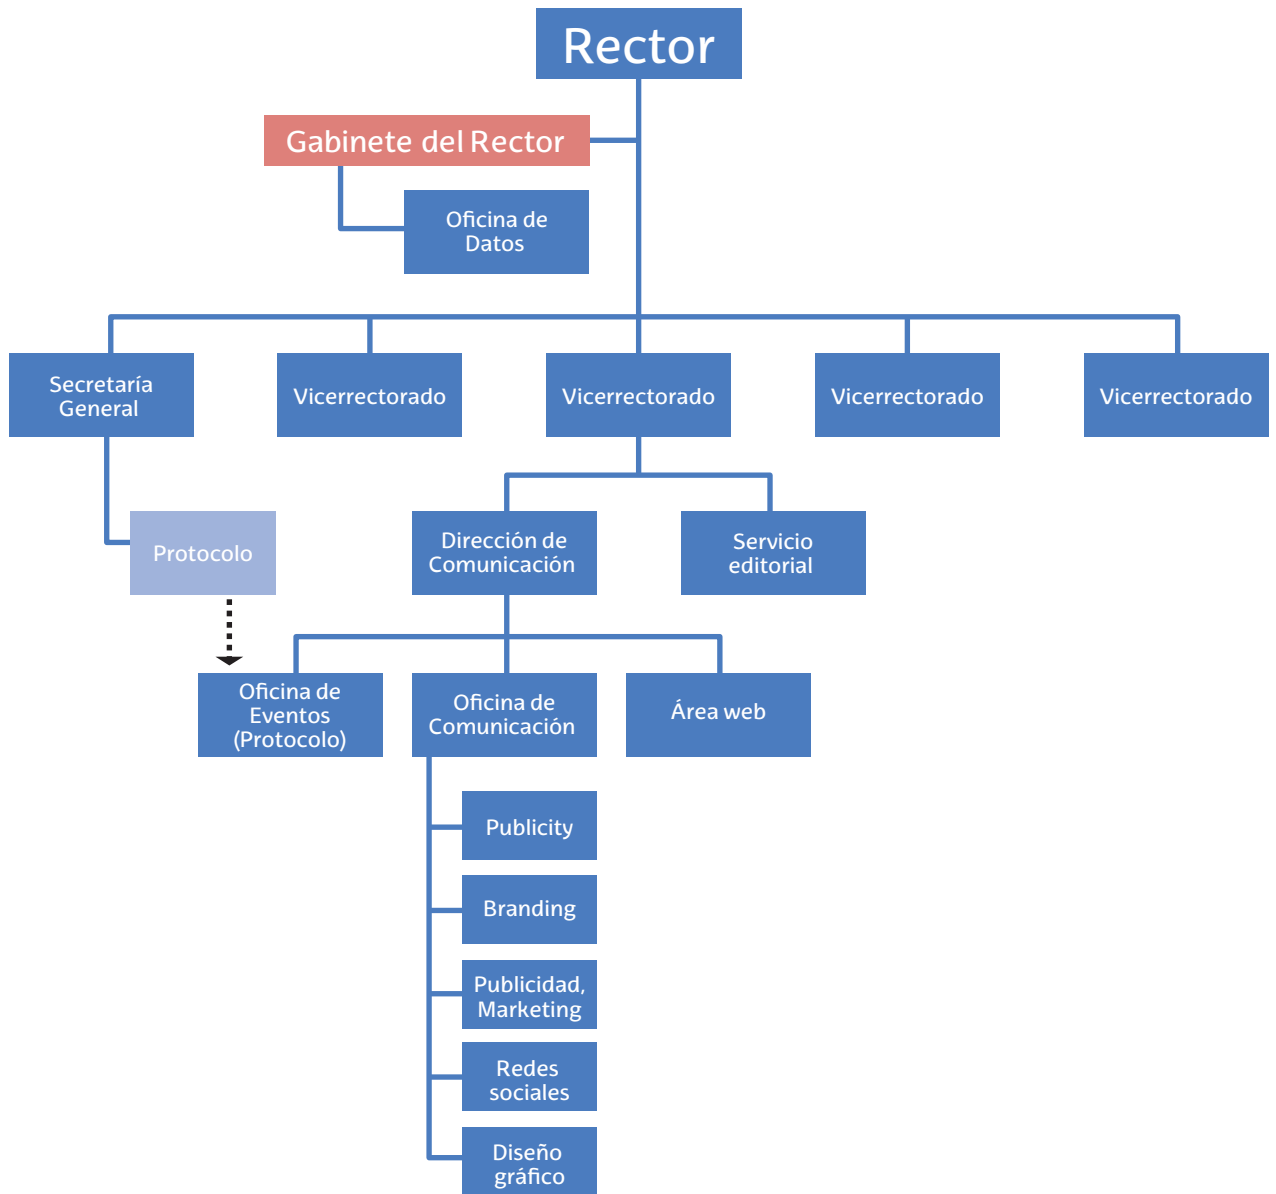 Rector
Gabinete del Rector
Oficina de
Datos
Secretaría
General
Vicerrectorado
Vicerrectorado
Vicerrectorado
Vicerrectorado
Protocolo
Dirección de
Comunicación
Servicio
editorial
Oficina de
Eventos
(Protocolo)
Oficina de
Comunicación
Área web
Publicity
Branding
Publicidad,
Marketing
Redes
sociales
Diseño
gráfico